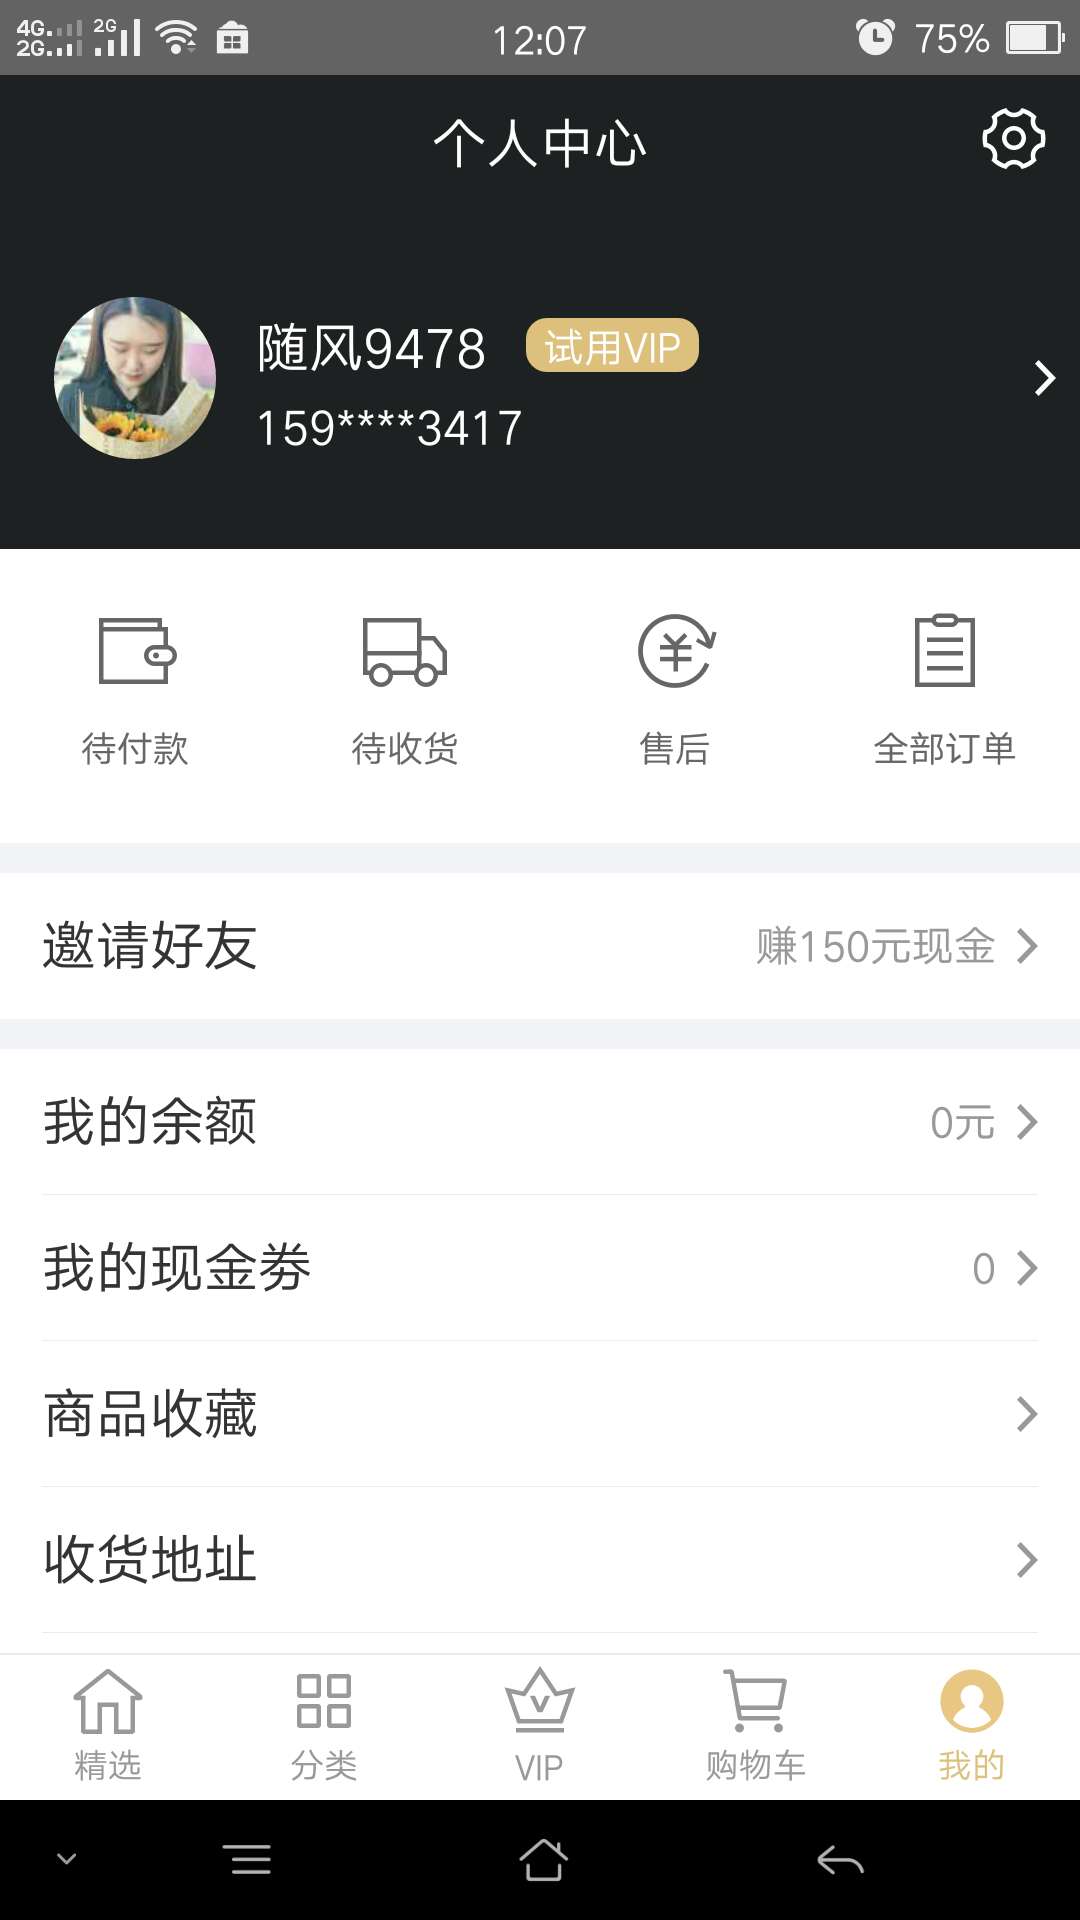 4G 2G 2G 12:07 75%
个人中心
随风9478 试用VIP
159****3417
待付款 待收货 售后 全部订单
邀请好友 赚150元现金
我的余额 0元
我的现金券 0
商品收藏
收货地址
精选 分类 VIP 购物车 我的